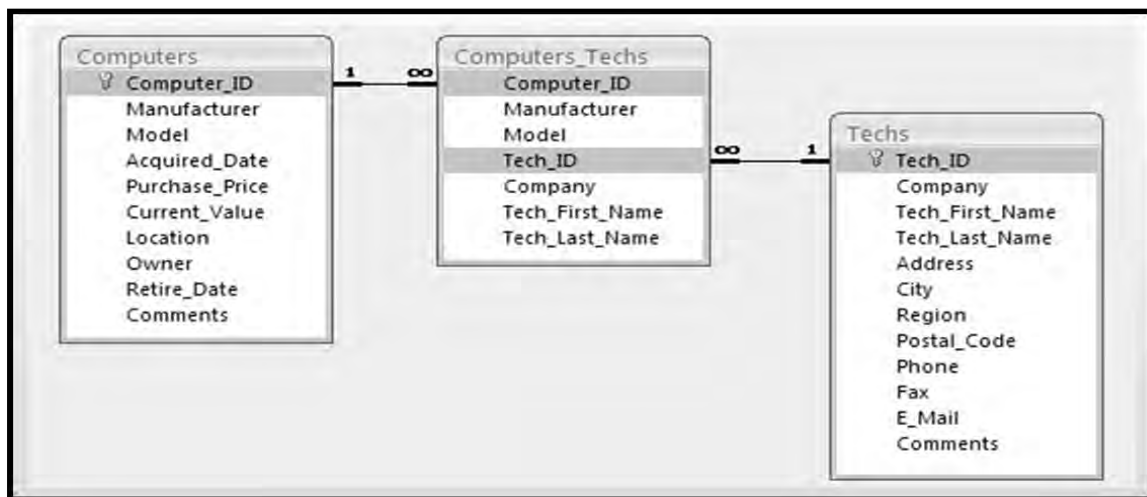 Computers
Computer_ID
Manufacturer
Model
Acquired_Date
Purchase_Price
Current_Value
Location
Owner
Retire_Date
Comments
1 ∞
Computers_Techs
Computer_ID
Manufacturer
Model
Tech_ID
Company
Tech_First_Name
Tech_Last_Name
∞ 1
Techs
Tech_ID
Company
Tech_First_Name
Tech_Last_Name
Address
City
Region
Postal_Code
Phone
Fax
E_Mail
Comments